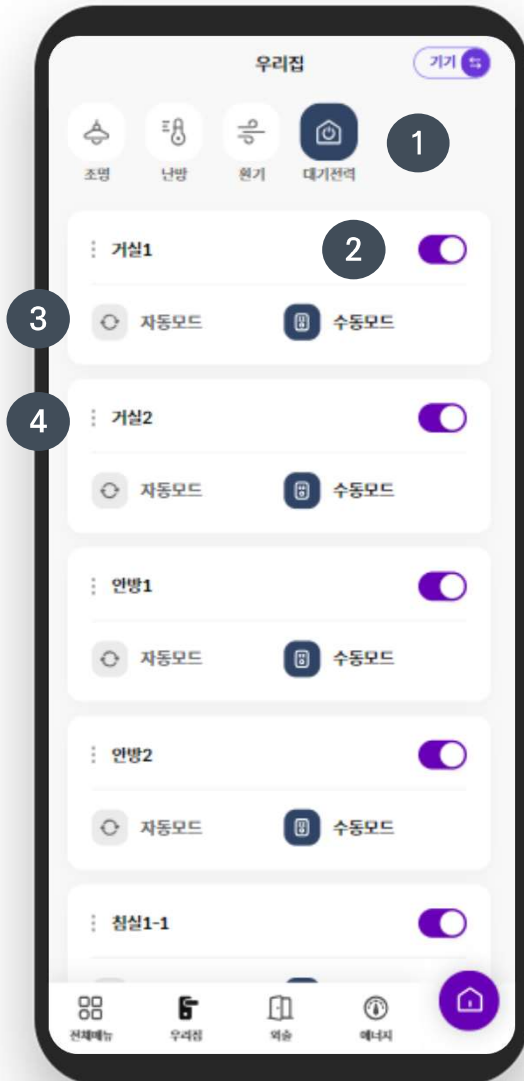 우리집
기기
조명
난방
환기
대기전력
1
거실1
2
3
자동모드
수동모드
4
거실2
자동모드
수동모드
안방1
자동모드
수동모드
안방2
자동모드
수동모드
침실1-1
전체메뉴
우리집
외출
에너지